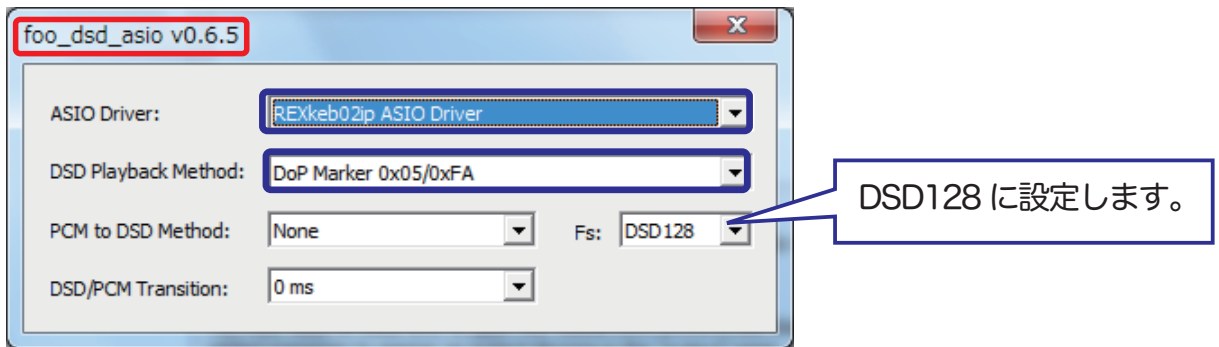 foo_dsd_asio v0.6.5
ASIO Driver: REXkeb02ip ASIO Driver
DSD Playback Method: DoP Marker 0x05/0xFA
PCM to DSD Method: None Fs: DSD128
DSD/PCM Transition: 0 ms
DSD128 に設定します。